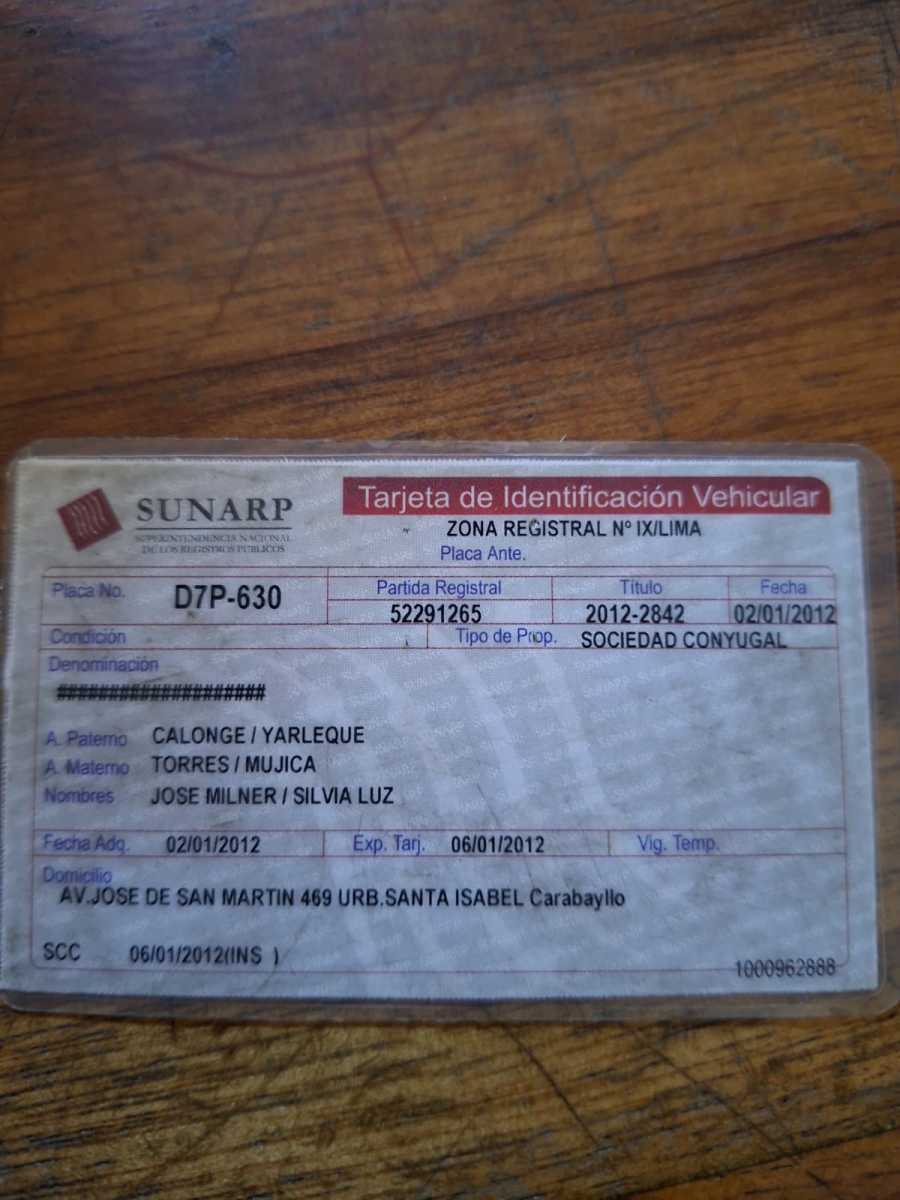 SUNARP
SUPERINTENDENCIA NACIONAL
DE LOS REGISTROS PUBLICOS
Tarjeta de Identificación Vehicular
ZONA REGISTRAL Nº IX/LIMA
Placa Ante.
Placa No. D7P-630
Partida Registral Título Fecha
52291265 2012-2842 02/01/2012
Condición Tipo de Prop. SOCIEDAD CONYUGAL
Denominación
####################
A. Paterno CALONGE / YARLEQUE
A. Materno TORRES / MUJICA
Nombres JOSE MILNER / SILVIA LUZ
Fecha Adq. 02/01/2012 Exp. Tarj. 06/01/2012 Vig. Temp.
Domicilio
AV.JOSE DE SAN MARTIN 469 URB.SANTA ISABEL Carabayllo
SCC 06/01/2012(INS )
1000962888